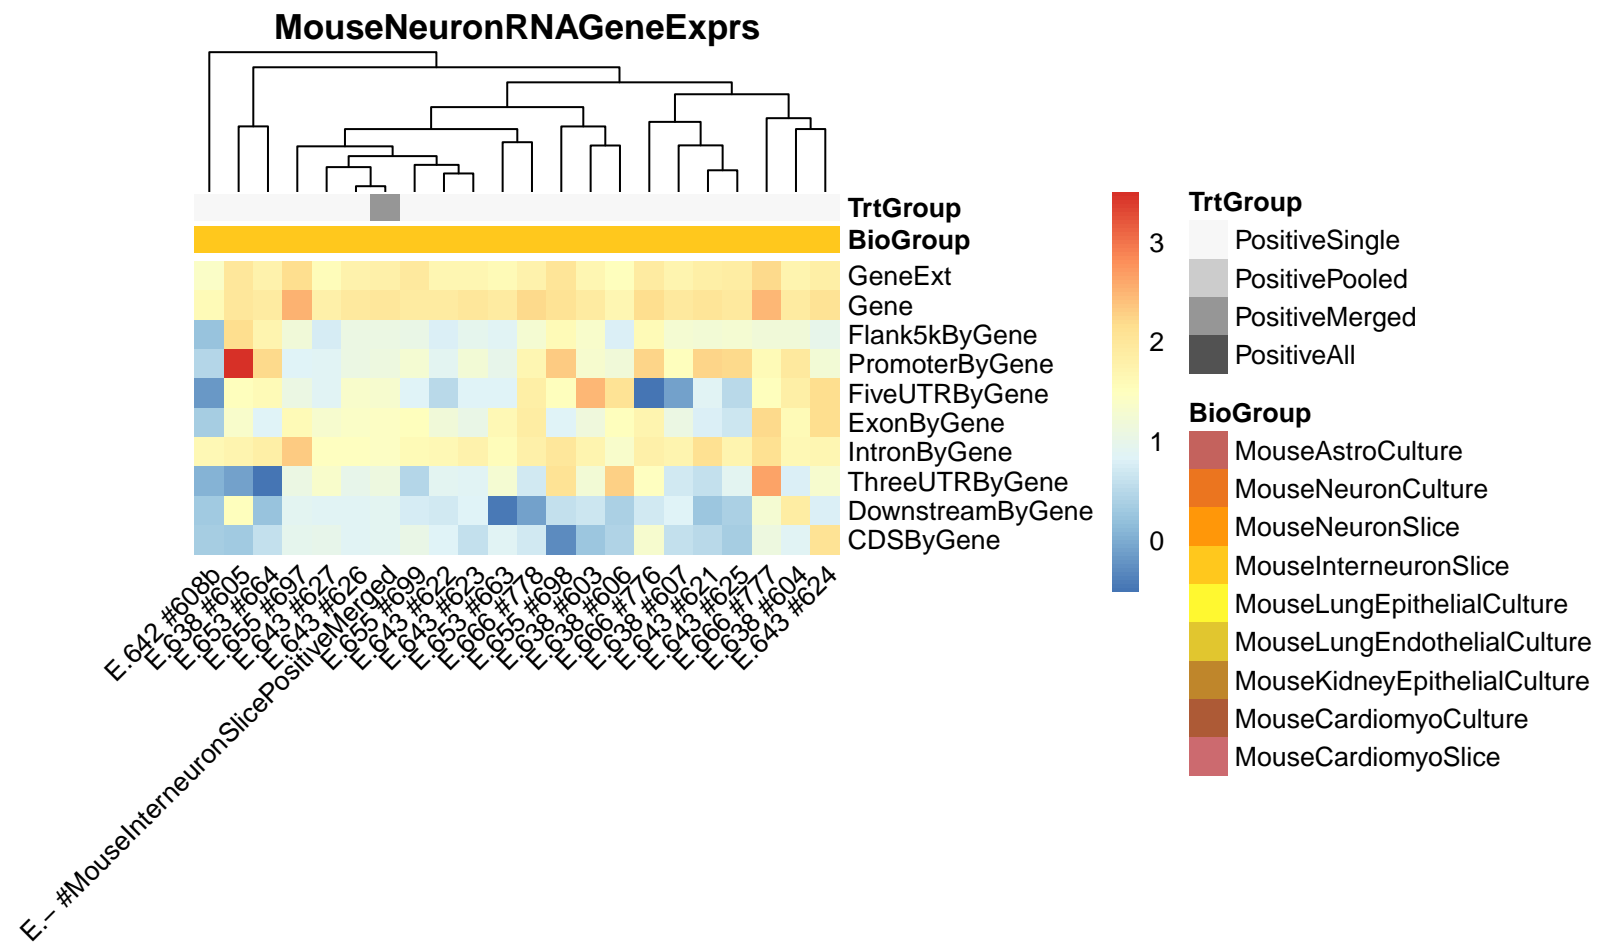 MouseNeuronRNAGeneExprs
TrtGroup
BioGroup
GeneExt
Gene
Flank5kByGene
PromoterByGene
FiveUTRByGene
ExonByGene
IntronByGene
ThreeUTRByGene
DownstreamByGene
CDSByGene
E.642 #608b
E.638 #605
E.653 #664
E.655 #697
E.643 #627
E.643 #626
E.– #MouseInterneuronSlicePositiveMerged
E.655 #699
E.643 #622
E.643 #623
E.653 #663
E.666 #778
E.655 #698
E.638 #603
E.638 #606
E.666 #776
E.638 #607
E.643 #621
E.643 #625
E.666 #777
E.638 #604
E.643 #624
3
2
1
0
TrtGroup
PositiveSingle
PositivePooled
PositiveMerged
PositiveAll
BioGroup
MouseAstroCulture
MouseNeuronCulture
MouseNeuronSlice
MouseInterneuronSlice
MouseLungEpithelialCulture
MouseLungEndothelialCulture
MouseKidneyEpithelialCulture
MouseCardiomyoCulture
MouseCardiomyoSlice